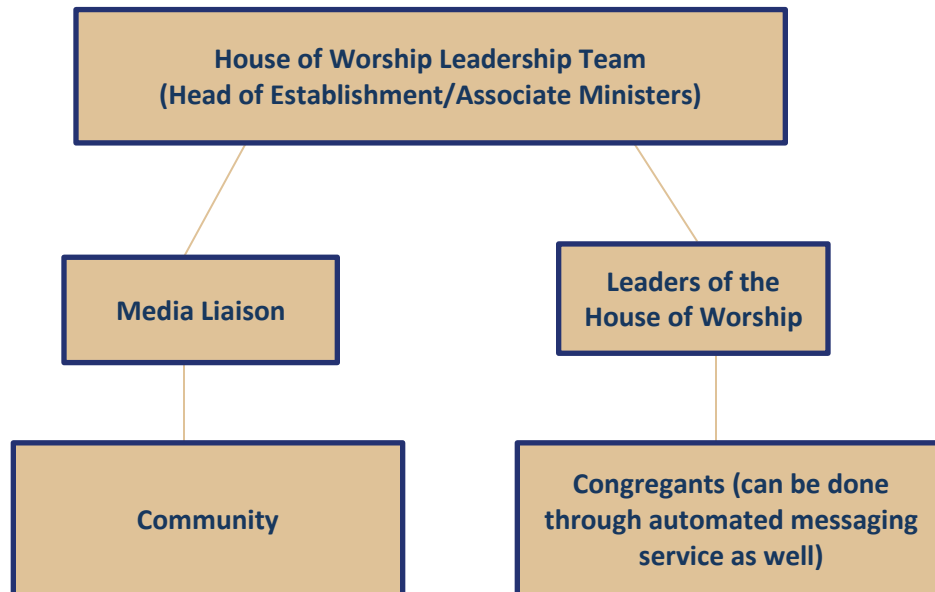 House of Worship Leadership Team
(Head of Establishment/Associate Ministers)
Media Liaison
Leaders of the
House of Worship
Community
Congregants (can be done
through automated messaging
service as well)